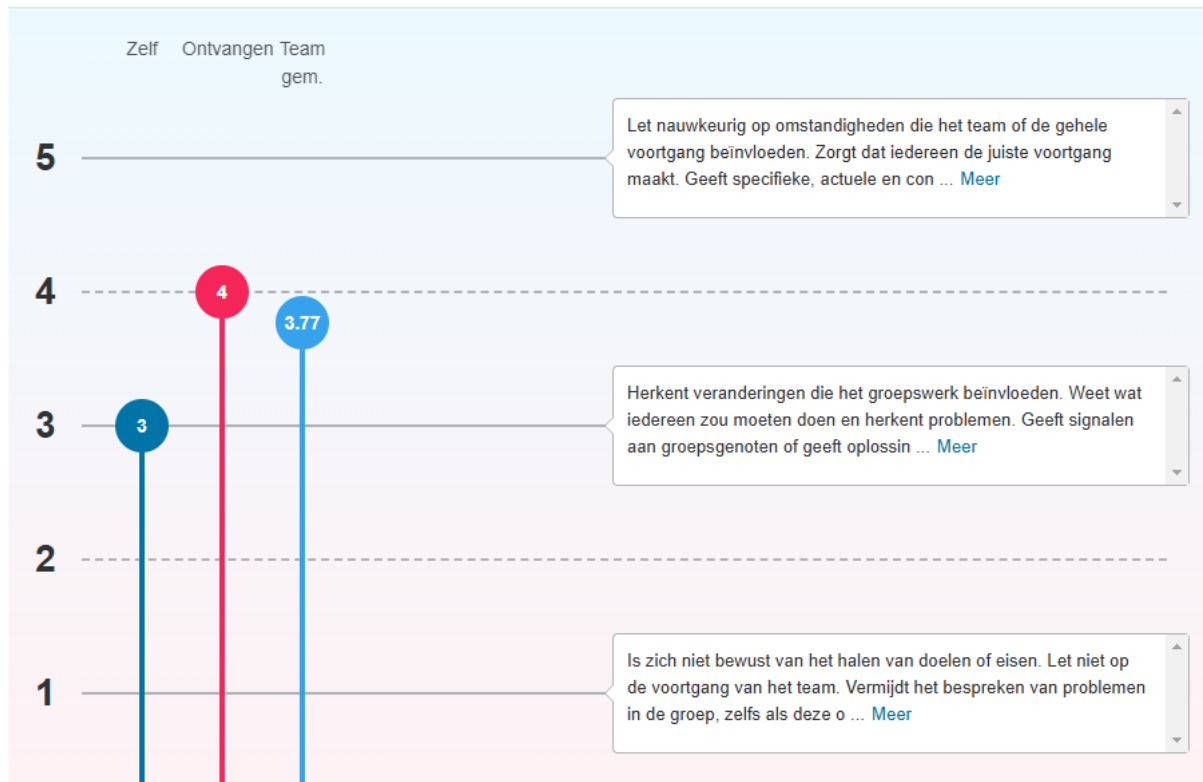 Zelf Ontvangen Team
gem.
5
Let nauwkeurig op omstandigheden die het team of de gehele
voortgang beïnvloeden. Zorgt dat iedereen de juiste voortgang
maakt. Geeft specifieke, actuele en con ... Meer
4
4
3.77
3
3
Herkent veranderingen die het groepswerk beïnvloeden. Weet wat
iedereen zou moeten doen en herkent problemen. Geeft signalen
aan groepsgenoten of geeft oplossin ... Meer
2
1
Is zich niet bewust van het halen van doelen of eisen. Let niet op
de voortgang van het team. Vermijdt het bespreken van problemen
in de groep, zelfs als deze o ... Meer